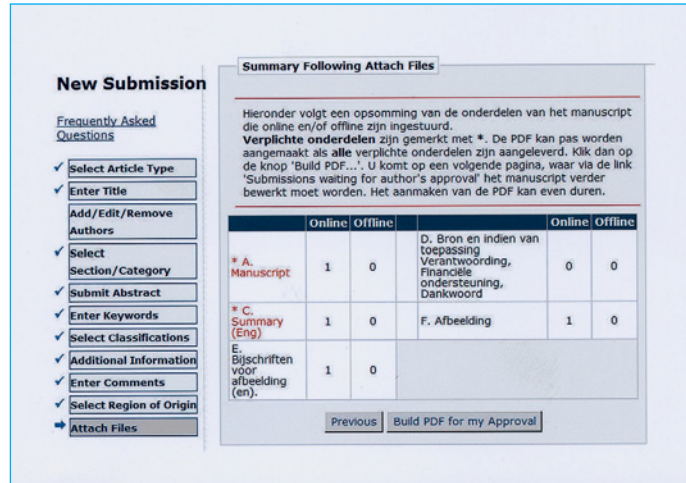 New Submission
Frequently Asked
Questions
Select Article Type
Enter Title
Add/Edit/Remove
Authors
Select
Section/Category
Submit Abstract
Enter Keywords
Select Classifications
Additional Information
Enter Comments
Select Region of Origin
Attach Files
Summary Following Attach Files
Hieronder volgt een opsomming van de onderdelen van het manuscript
die online en/of offline zijn ingestuurd.
Verplichte onderdelen zijn gemerkt met *. De PDF kan pas worden
aangemaakt als alle verplichte onderdelen zijn aangeleverd. Klik dan op
de knop 'Build PDF...'. U komt op een volgende pagina, waar via de link
'Submissions waiting for author's approval' het manuscript verder
bewerkt moet worden. Het aanmaken van de PDF kan even duren.
Online Offline Online Offline
* A.
Manuscript
1 0
D. Bron en indien van
toepassing
Verantwoording,
Financiële
ondersteuning,
Dankwoord
0 0
* C.
Summary
(Eng)
1 0
F. Afbeelding 1 0
E.
Bijschriften
voor
afbeelding
(en).
1 0
Previous Build PDF for my Approval